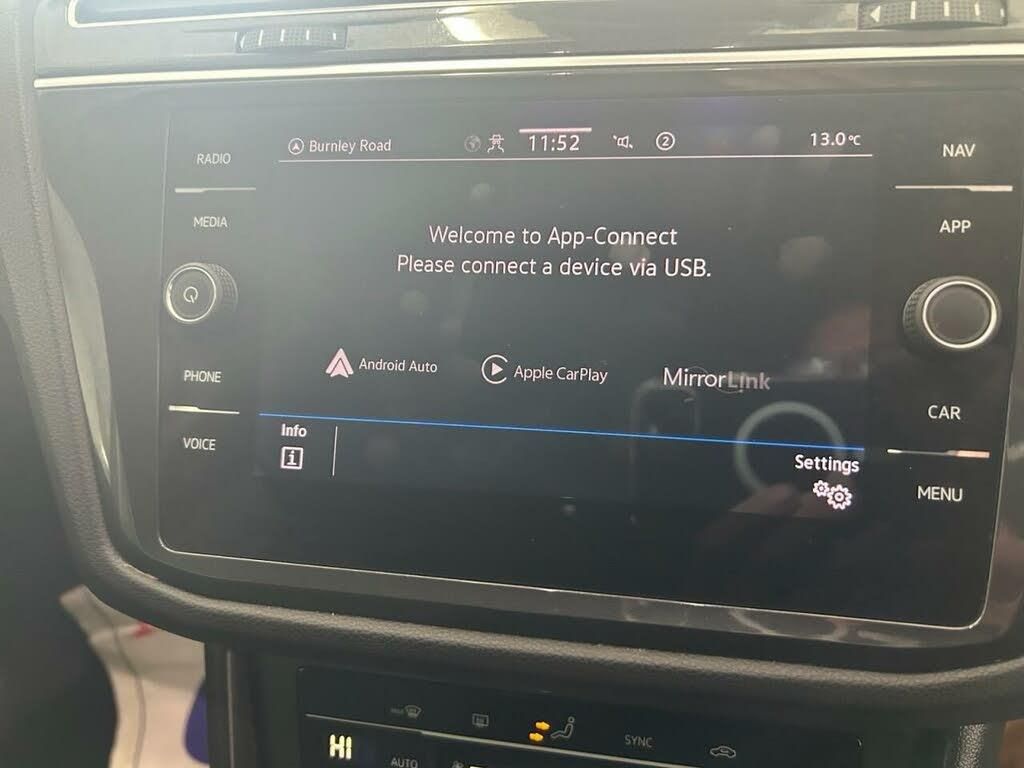 Burnley Road
11:52
2
13.0°C
RADIO
MEDIA
PHONE
VOICE
Welcome to App-Connect
Please connect a device via USB.
Android Auto
Apple CarPlay
MirrorLink
Info
i
Settings
NAV
APP
CAR
MENU
HI
AUTO
SYNC